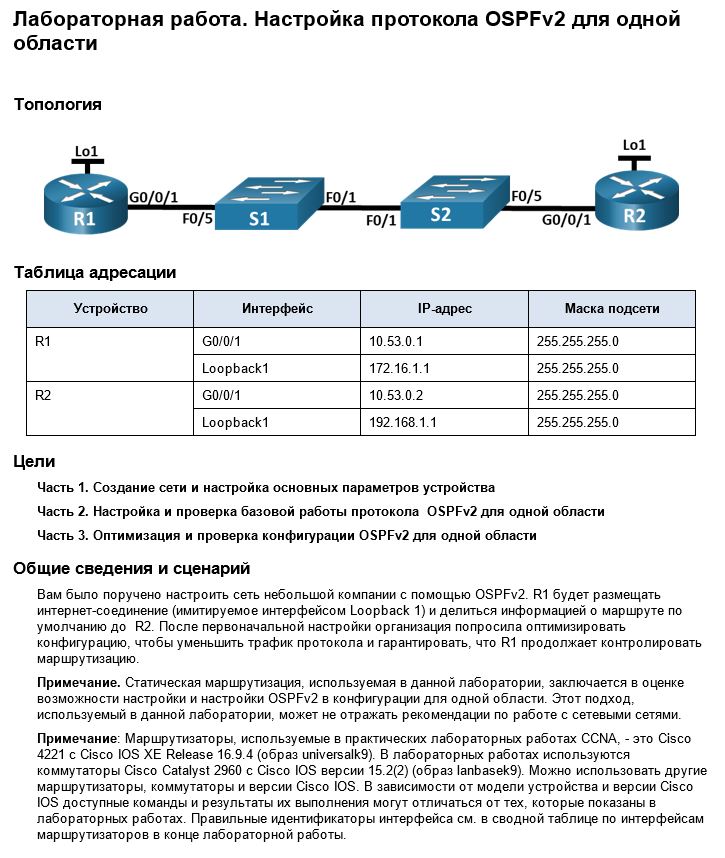 Лабораторная работа. Настройка протокола OSPFv2 для одной
области
Топология
Lo1
Lo1
G0/0/1
F0/1
F0/5
R1
F0/5
S1
F0/1
S2
G0/0/1
R2
Таблица адресации
Устройство Интерфейс IP-адрес Маска подсети
R1 G0/0/1 10.53.0.1 255.255.255.0
Loopback1 172.16.1.1 255.255.255.0
R2 G0/0/1 10.53.0.2 255.255.255.0
Loopback1 192.168.1.1 255.255.255.0
Цели
Часть 1. Создание сети и настройка основных параметров устройства
Часть 2. Настройка и проверка базовой работы протокола OSPFv2 для одной области
Часть 3. Оптимизация и проверка конфигурации OSPFv2 для одной области
Общие сведения и сценарий
Вам было поручено настроить сеть небольшой компании с помощью OSPFv2. R1 будет размещать
интернет-соединение (имитируемое интерфейсом Loopback 1) и делиться информацией о маршруте по
умолчанию до R2. После первоначальной настройки организация попросила оптимизировать
конфигурацию, чтобы уменьшить трафик протокола и гарантировать, что R1 продолжает контролировать
маршрутизацию.
Примечание. Статическая маршрутизация, используемая в данной лаборатории, заключается в оценке
возможности настройки и настройки OSPFv2 в конфигурации для одной области. Этот подход,
используемый в данной лаборатории, может не отражать рекомендации по работе с сетевыми сетями.
Примечание: Маршрутизаторы, используемые в практических лабораторных работах CCNA, - это Cisco
4221 с Cisco IOS XE Release 16.9.4 (образ universalk9). В лабораторных работах используются
коммутаторы Cisco Catalyst 2960 с Cisco IOS версии 15.2(2) (образ lanbasek9). Можно использовать другие
маршрутизаторы, коммутаторы и версии Cisco IOS. В зависимости от модели устройства и версии Cisco
IOS доступные команды и результаты их выполнения могут отличаться от тех, которые показаны в
лабораторных работах. Правильные идентификаторы интерфейса см. в сводной таблице по интерфейсам
маршрутизаторов в конце лабораторной работы.